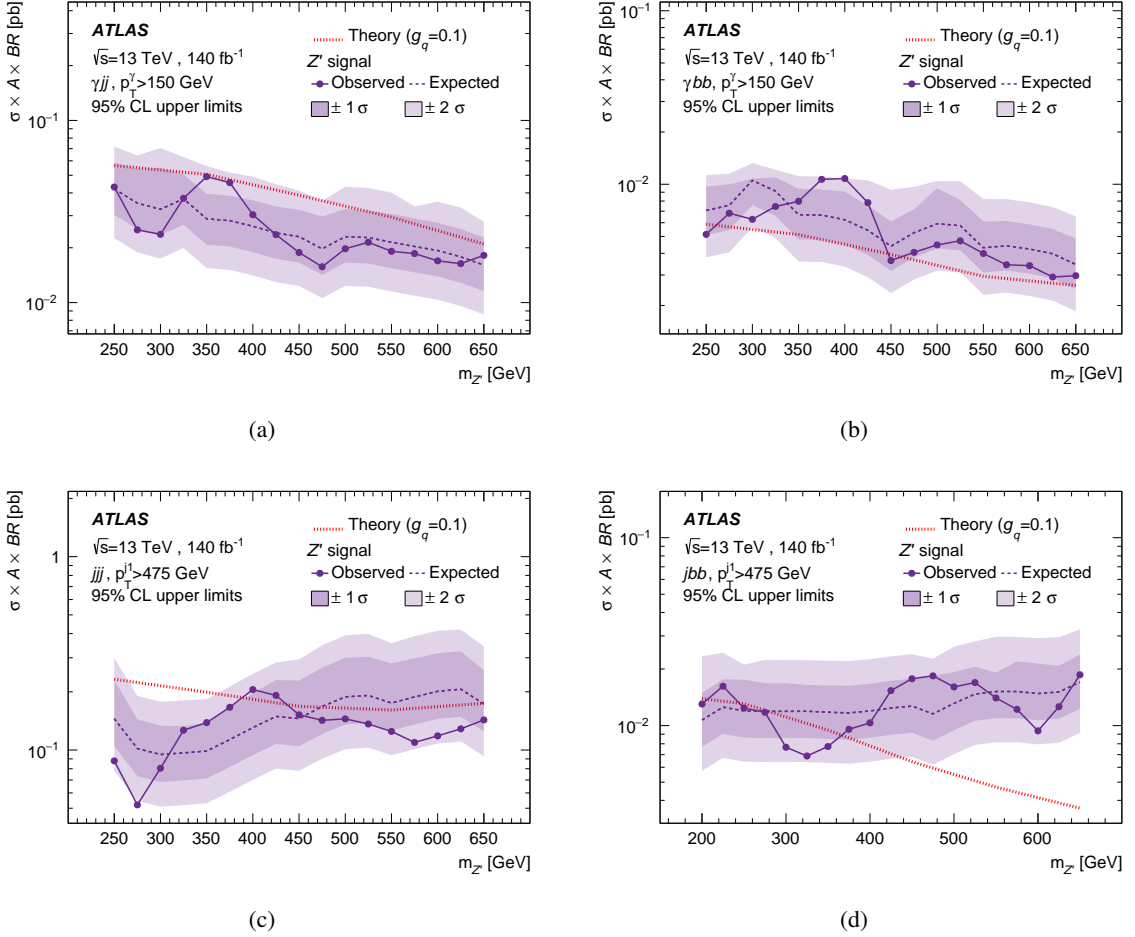 σ × A × BR [pb]
ATLAS
√s=13 TeV , 140 fb⁻¹
γjj, p_T^γ>150 GeV
95% CL upper limits
Theory (g_q=0.1)
Z' signal
Observed Expected
± 1 σ ± 2 σ
10⁻¹
10⁻²
250 300 350 400 450 500 550 600 650
m_Z' [GeV]
(a)
σ × A × BR [pb]
ATLAS
√s=13 TeV , 140 fb⁻¹
γbb, p_T^γ>150 GeV
95% CL upper limits
Theory (g_q=0.1)
Z' signal
Observed Expected
± 1 σ ± 2 σ
10⁻¹
10⁻²
250 300 350 400 450 500 550 600 650
m_Z' [GeV]
(b)
σ × A × BR [pb]
ATLAS
√s=13 TeV , 140 fb⁻¹
jjj, p_T^j1>475 GeV
95% CL upper limits
Theory (g_q=0.1)
Z' signal
Observed Expected
± 1 σ ± 2 σ
1
10⁻¹
250 300 350 400 450 500 550 600 650
m_Z' [GeV]
(c)
σ × A × BR [pb]
ATLAS
√s=13 TeV , 140 fb⁻¹
jbb, p_T^j1>475 GeV
95% CL upper limits
Theory (g_q=0.1)
Z' signal
Observed Expected
± 1 σ ± 2 σ
10⁻¹
10⁻²
200 300 400 500 600
m_Z' [GeV]
(d)